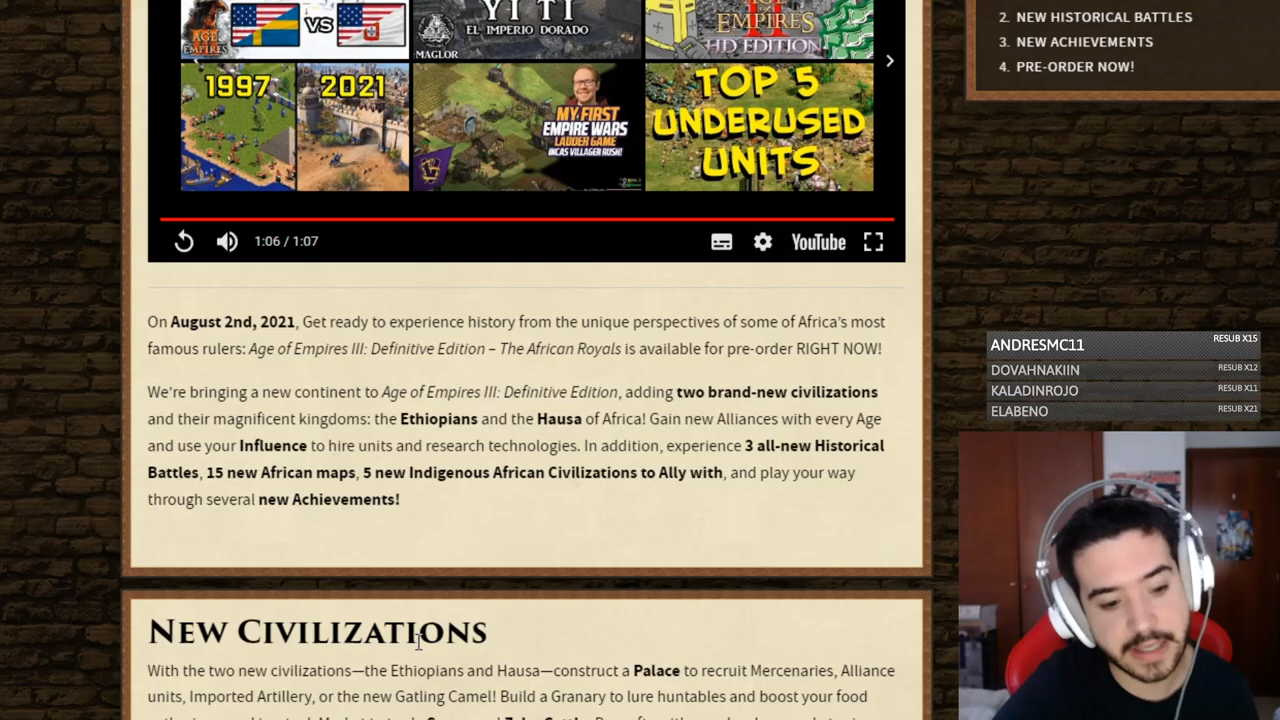 VS
AGE
EMPIRES
YI TI
EL IMPERIO DORADO
MAGLOR
EMPIRES
HD EDITION
1997
2021
MY FIRST
EMPIRE WARS
LADDER GAME
INCAS VILLAGER RUSH!
TOP 5
UNDERUSED
UNITS
1:06 / 1:07
YouTube
On August 2nd, 2021, Get ready to experience history from the unique perspectives of some of Africa's most
famous rulers: Age of Empires III: Definitive Edition – The African Royals is available for pre-order RIGHT NOW!
We're bringing a new continent to Age of Empires III: Definitive Edition, adding two brand-new civilizations
and their magnificent kingdoms: the Ethiopians and the Hausa of Africa! Gain new Alliances with every Age
and use your Influence to hire units and research technologies. In addition, experience 3 all-new Historical
Battles, 15 new African maps, 5 new Indigenous African Civilizations to Ally with, and play your way
through several new Achievements!
NEW CIVILIZATIONS
With the two new civilizations—the Ethiopians and Hausa—construct a Palace to recruit Mercenaries, Alliance
units, Imported Artillery, or the new Gatling Camel! Build a Granary to lure huntables and boost your food
2. NEW HISTORICAL BATTLES
3. NEW ACHIEVEMENTS
4. PRE-ORDER NOW!
ANDRESMC11 RESUB X15
DOVAHNAKIIN RESUB X12
KALADINROJO RESUB X11
ELABENO RESUB X21